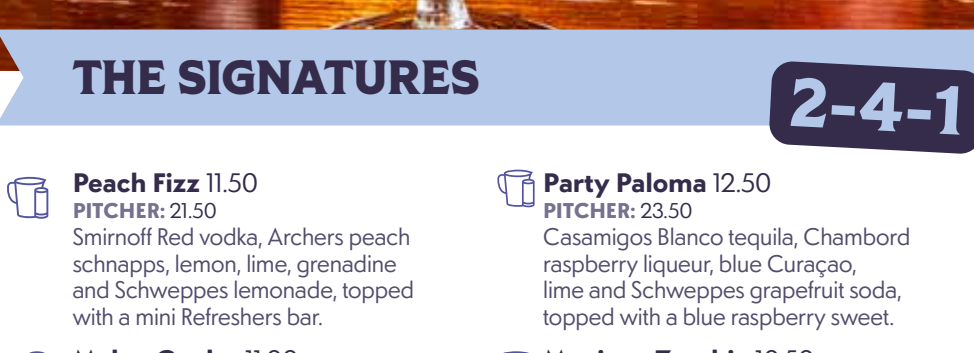 THE SIGNATURES
2-4-1
Peach Fizz 11.50
PITCHER: 21.50
Smirnoff Red vodka, Archers peach
schnapps, lemon, lime, grenadine
and Schweppes lemonade, topped
with a mini Refreshers bar.
Party Paloma 12.50
PITCHER: 23.50
Casamigos Blanco tequila, Chambord
raspberry liqueur, blue Curaçao,
lime and Schweppes grapefruit soda,
topped with a blue raspberry sweet.